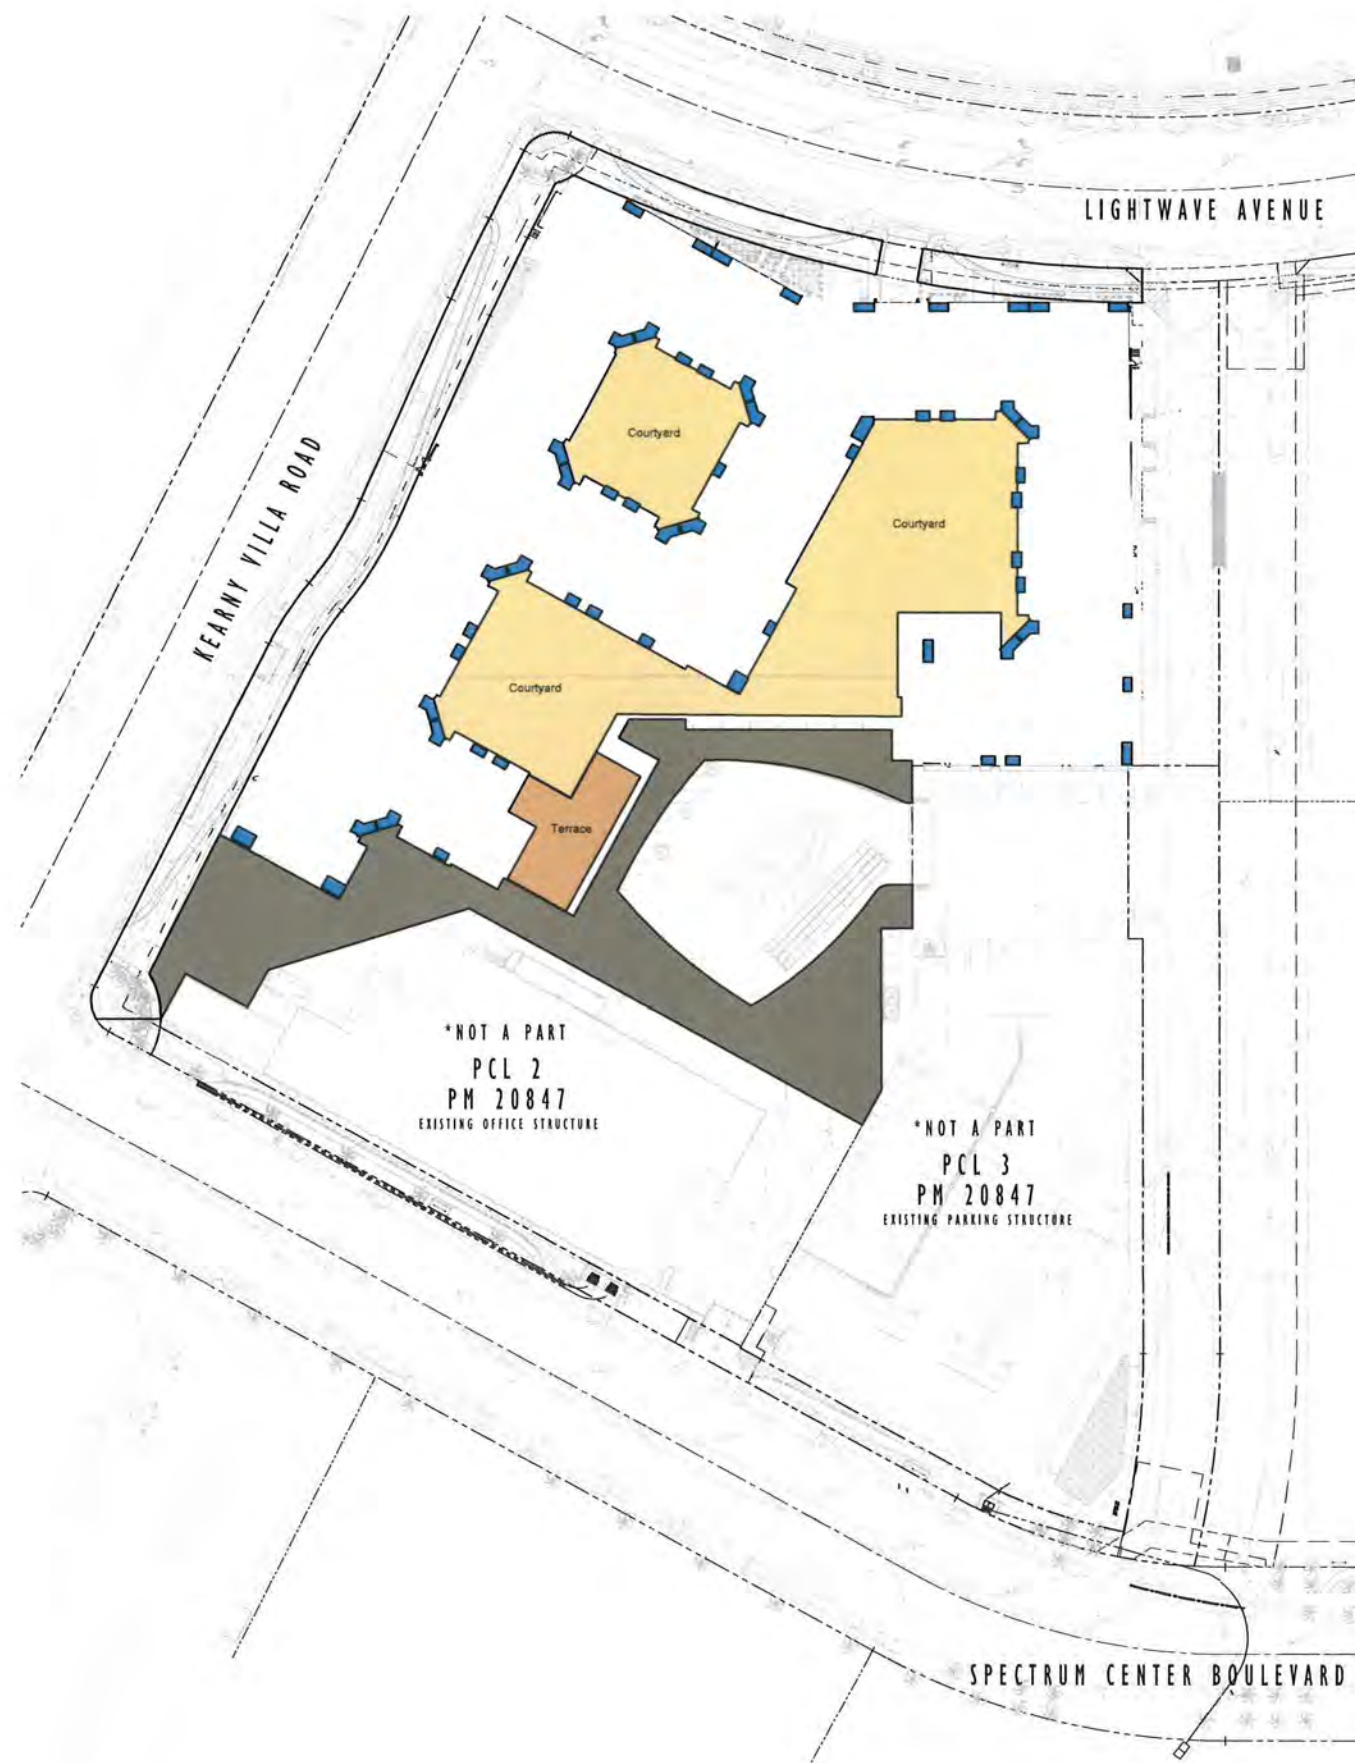 LIGHTWAVE AVENUE
KEARNY VILLA ROAD
Courtyard
Courtyard
Courtyard
Terrace
*NOT A PART
PCL 2
PM 20847
EXISTING OFFICE STRUCTURE
*NOT A PART
PCL 3
PM 20847
EXISTING PARKING STRUCTURE
SPECTRUM CENTER BOULEVARD